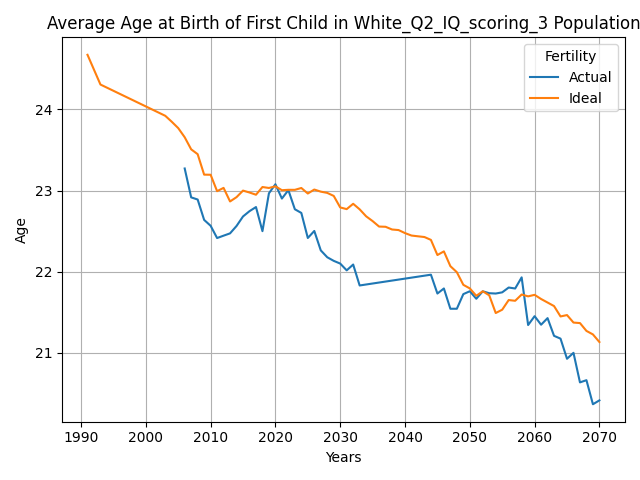 Average Age at Birth of First Child in White_Q2_IQ_scoring_3 Population
Fertility
Actual
Ideal
Age
24
23
22
21
1990 2000 2010 2020 2030 2040 2050 2060 2070
Years